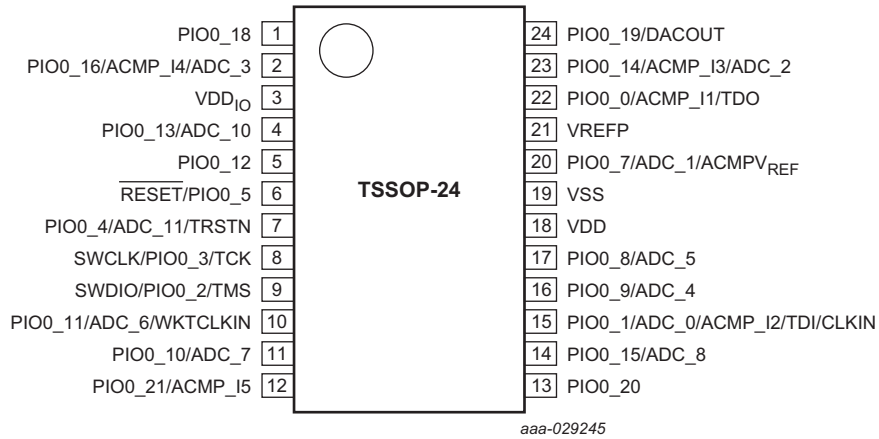 PIO0_18 1
PIO0_16/ACMP_I4/ADC_3 2
VDDIO 3
PIO0_13/ADC_10 4
PIO0_12 5
RESET/PIO0_5 6
PIO0_4/ADC_11/TRSTN 7
SWCLK/PIO0_3/TCK 8
SWDIO/PIO0_2/TMS 9
PIO0_11/ADC_6/WKTCLKIN 10
PIO0_10/ADC_7 11
PIO0_21/ACMP_I5 12
TSSOP-24
24 PIO0_19/DACOUT
23 PIO0_14/ACMP_I3/ADC_2
22 PIO0_0/ACMP_I1/TDO
21 VREFP
20 PIO0_7/ADC_1/ACMPVREF
19 VSS
18 VDD
17 PIO0_8/ADC_5
16 PIO0_9/ADC_4
15 PIO0_1/ADC_0/ACMP_I2/TDI/CLKIN
14 PIO0_15/ADC_8
13 PIO0_20
aaa-029245